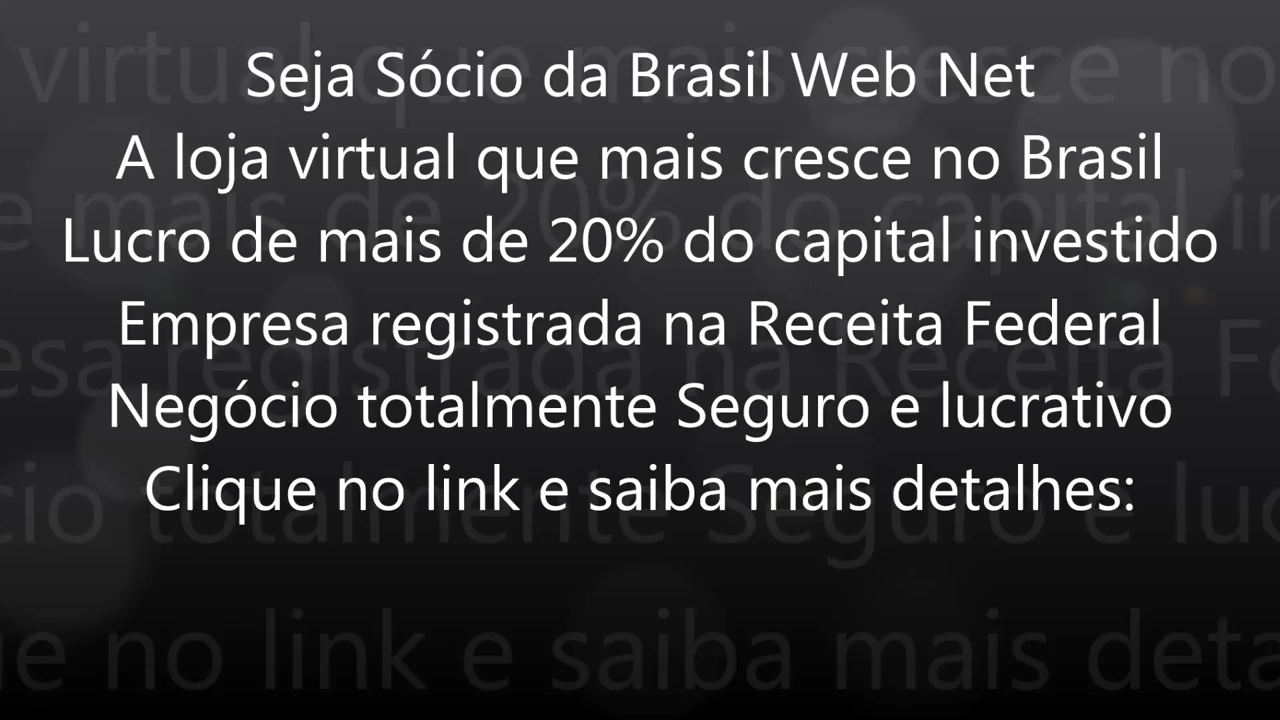 Seja Sócio da Brasil Web Net
A loja virtual que mais cresce no Brasil
Lucro de mais de 20% do capital investido
Empresa registrada na Receita Federal
Negócio totalmente Seguro e lucrativo
Clique no link e saiba mais detalhes: